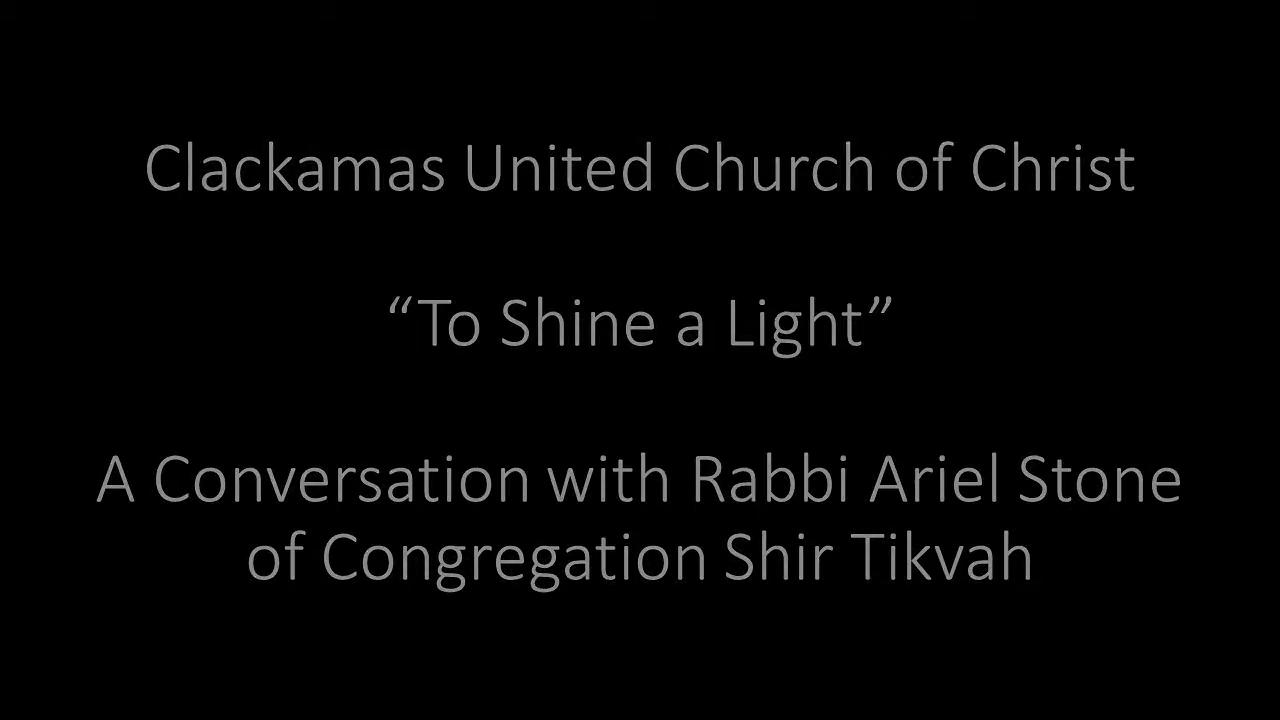 Clackamas United Church of Christ
“To Shine a Light”
A Conversation with Rabbi Ariel Stone
of Congregation Shir Tikvah